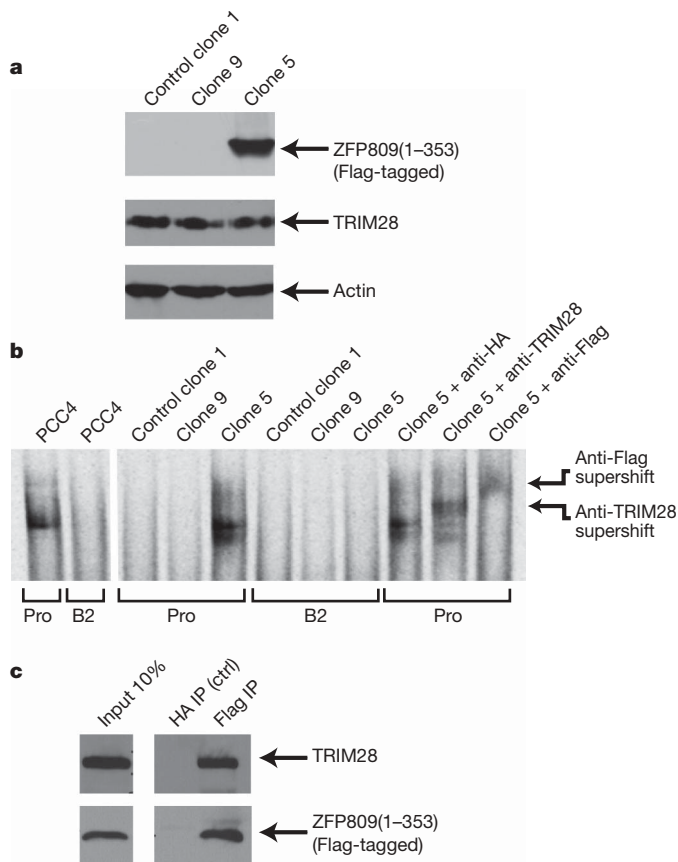 a
Control clone 1
Clone 9
Clone 5
ZFP809(1–353)
(Flag-tagged)
TRIM28
Actin
b
PCC4
PCC4
Control clone 1
Clone 9
Clone 5
Control clone 1
Clone 9
Clone 5
Clone 5 + anti-HA
Clone 5 + anti-TRIM28
Clone 5 + anti-Flag
Anti-Flag
supershift
Anti-TRIM28
supershift
Pro
B2
Pro
B2
Pro
c
Input 10%
HA IP (ctrl)
Flag IP
TRIM28
ZFP809(1–353)
(Flag-tagged)